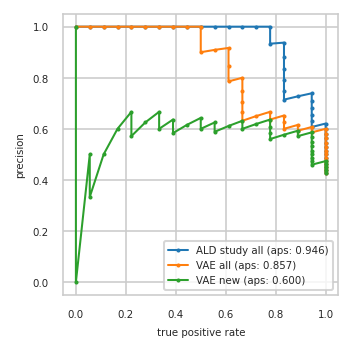 1.0
0.8
0.6
0.4
0.2
0.0
precision
ALD study all (aps: 0.946)
VAE all (aps: 0.857)
VAE new (aps: 0.600)
0.0 0.2 0.4 0.6 0.8 1.0
true positive rate